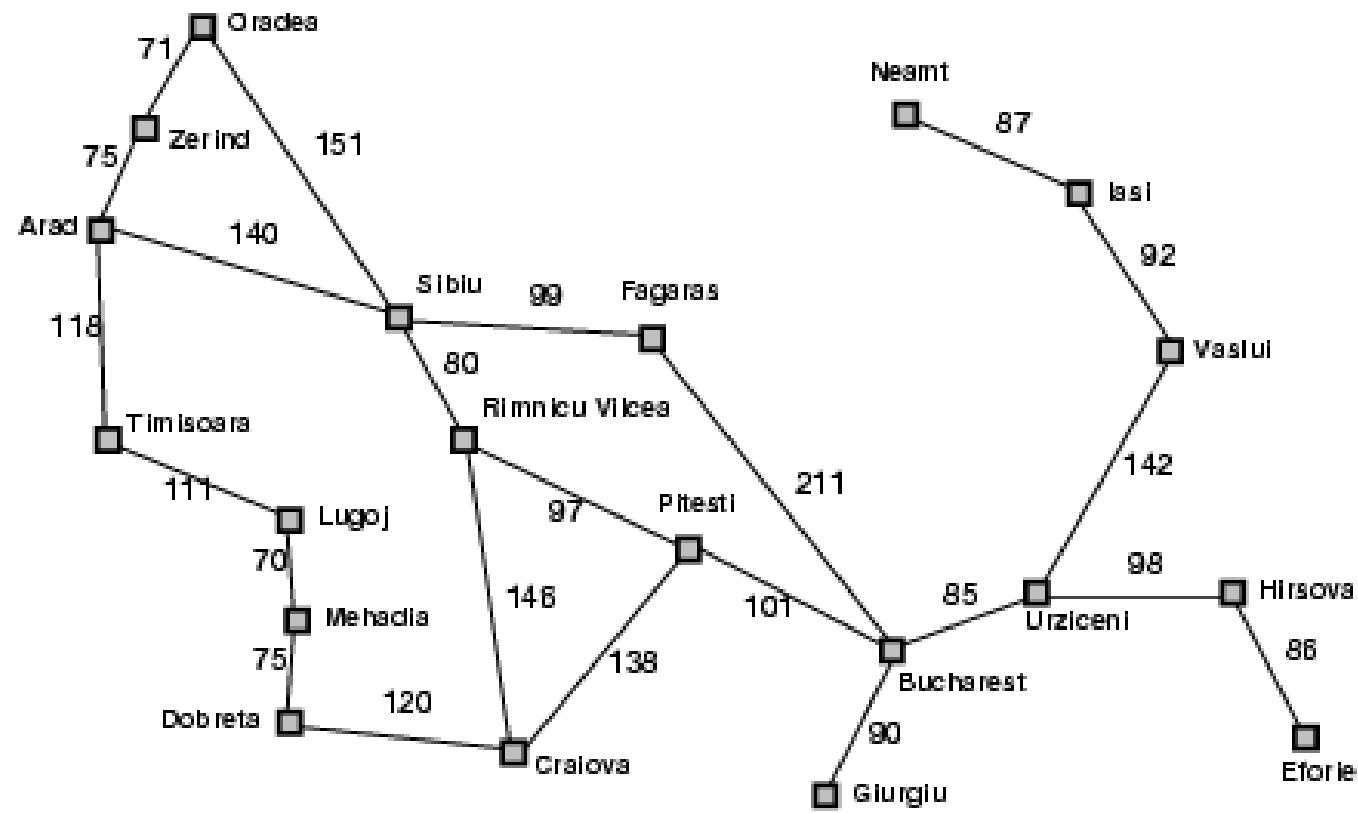 Oradea
71
Neamt
87
Zerind
151
75
Iasi
Arad
140
92
Sibiu
99
Fagaras
118
80
Vaslui
Rimnicu Vilcea
Timisoara
142
111
211
Lugoj
97
Pitesti
70
98
Hirsova
146
101
85
Mehadia
Urziceni
75
138
86
Bucharest
Dobreta
120
90
Craiova
Eforie
Giurgiu